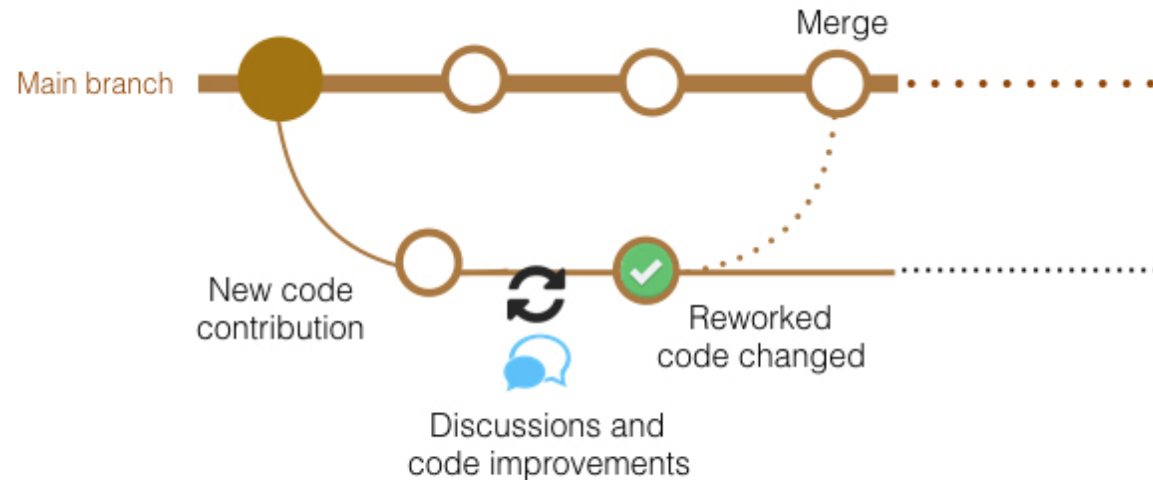 Merge
Main branch
New code
contribution
Reworked
code changed
Discussions and
code improvements